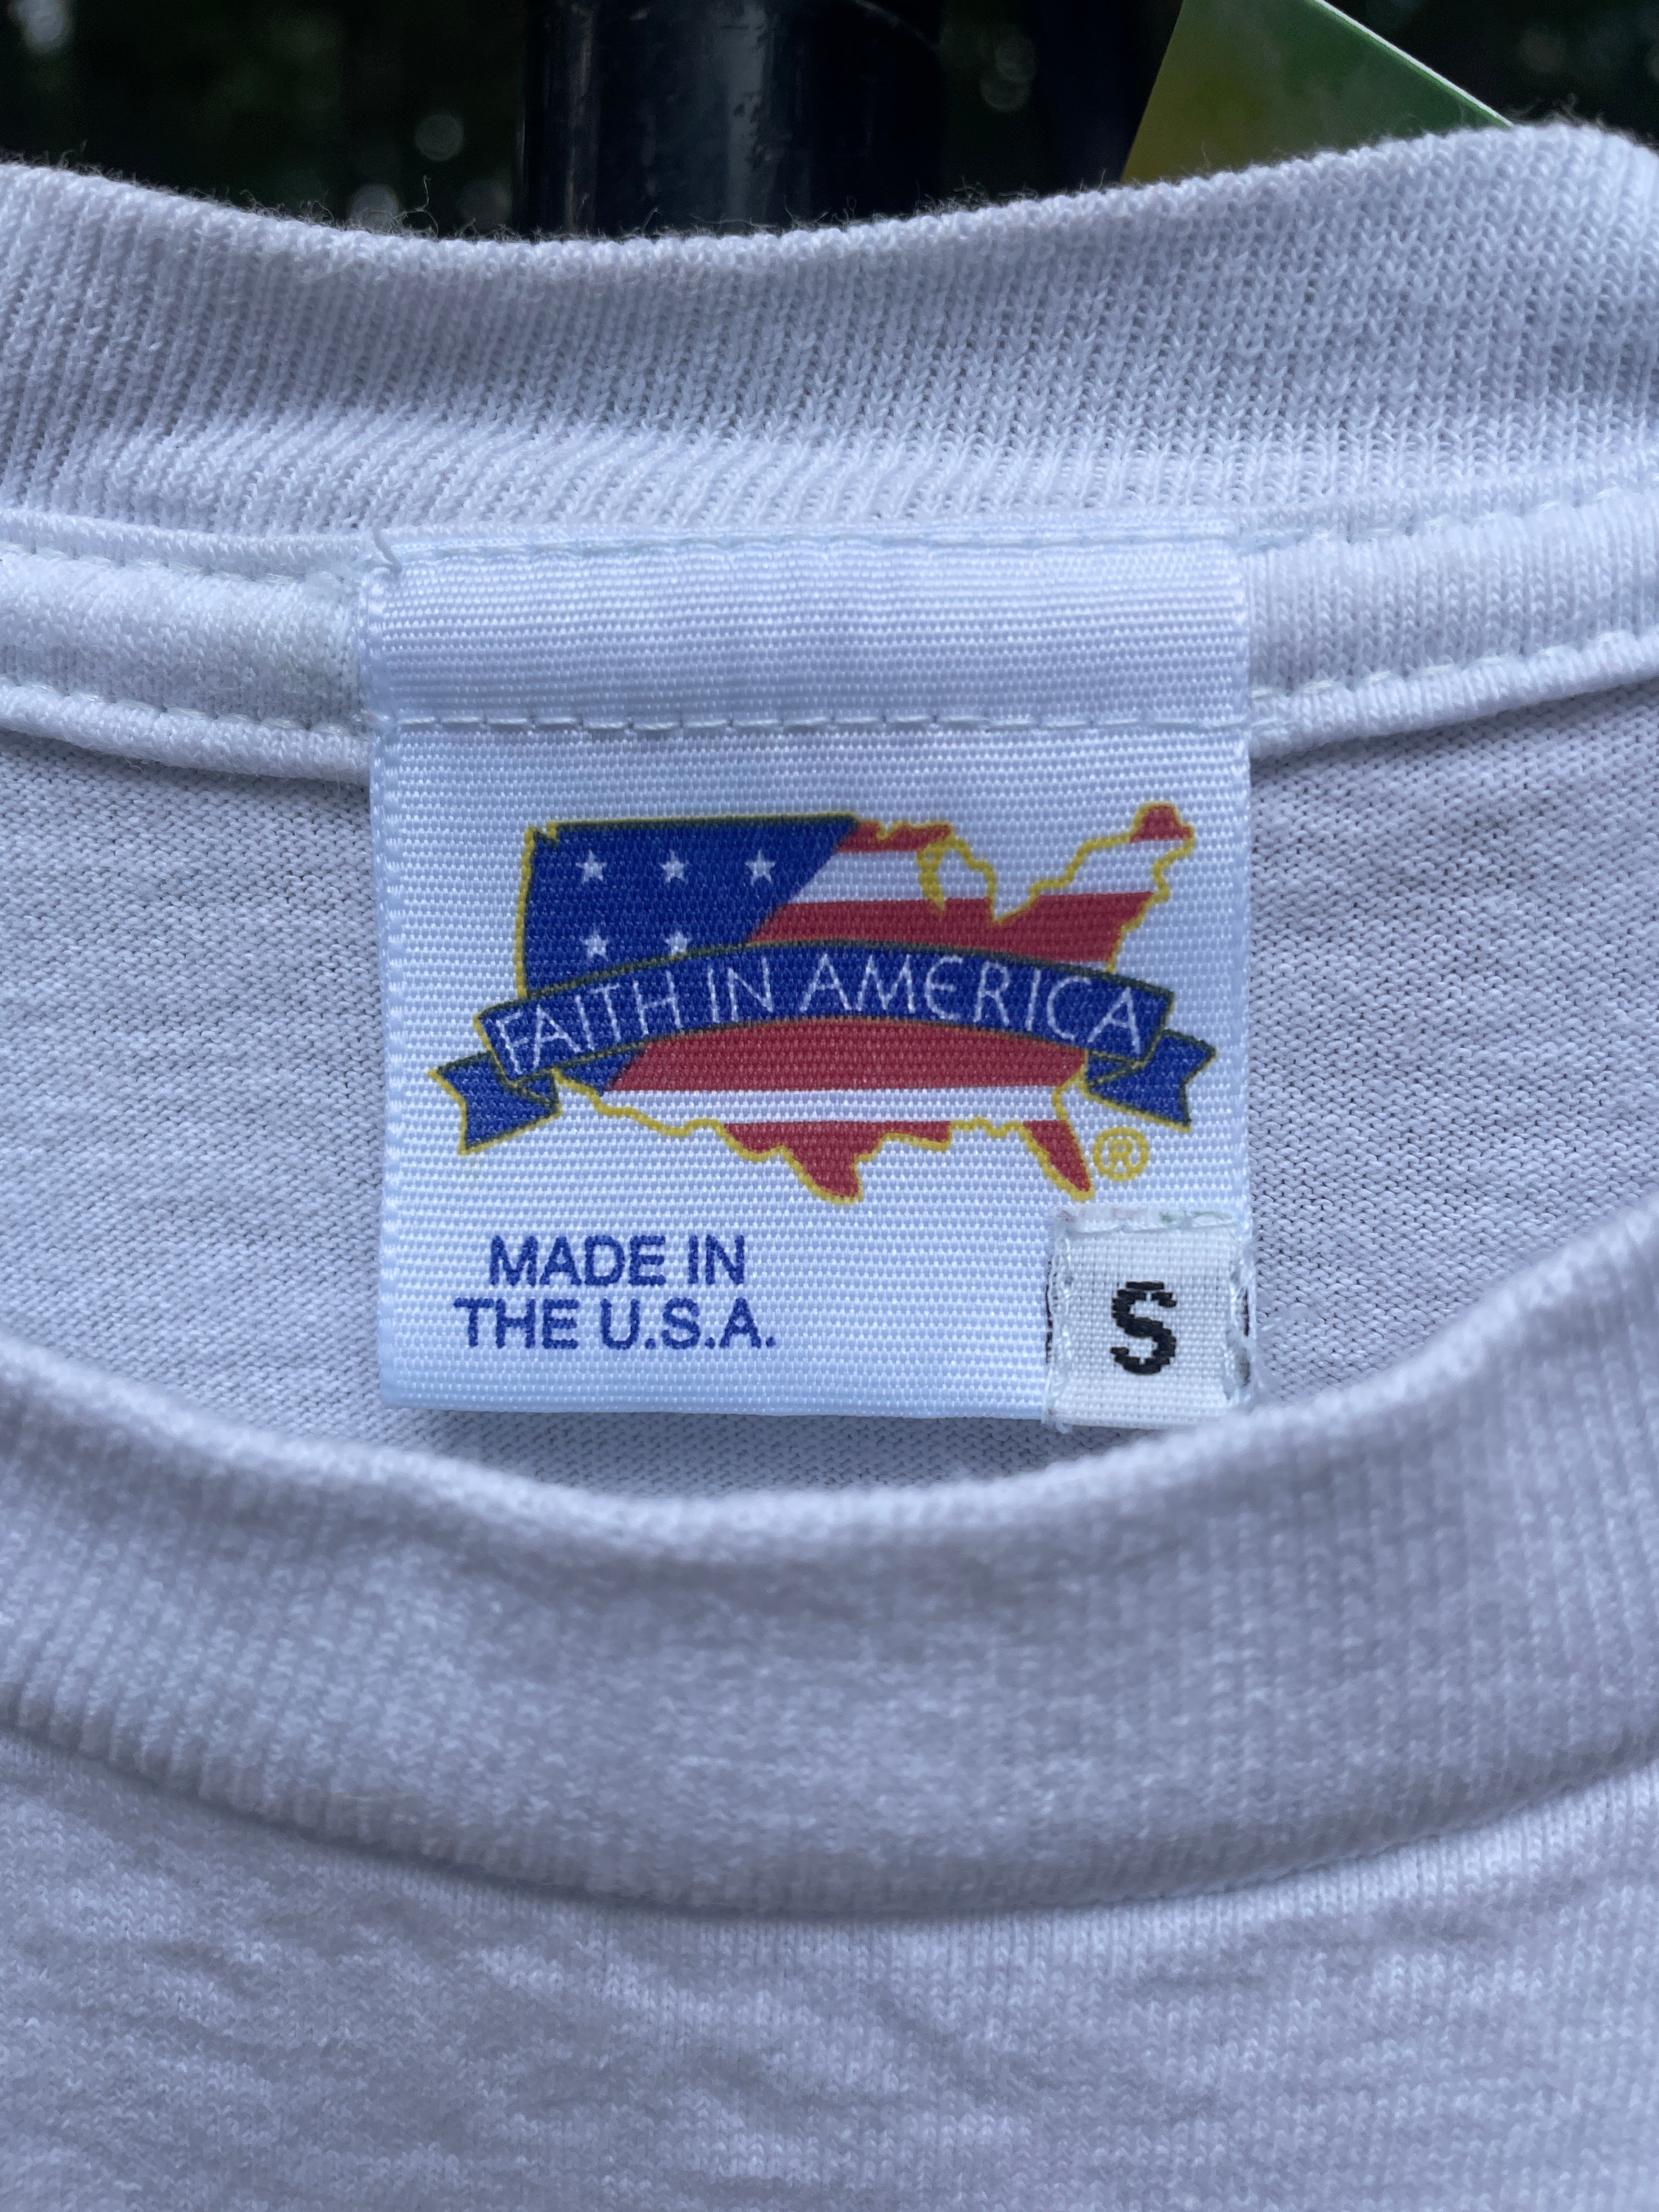 FAITH IN AMERICA
®
MADE IN
THE U.S.A.
S